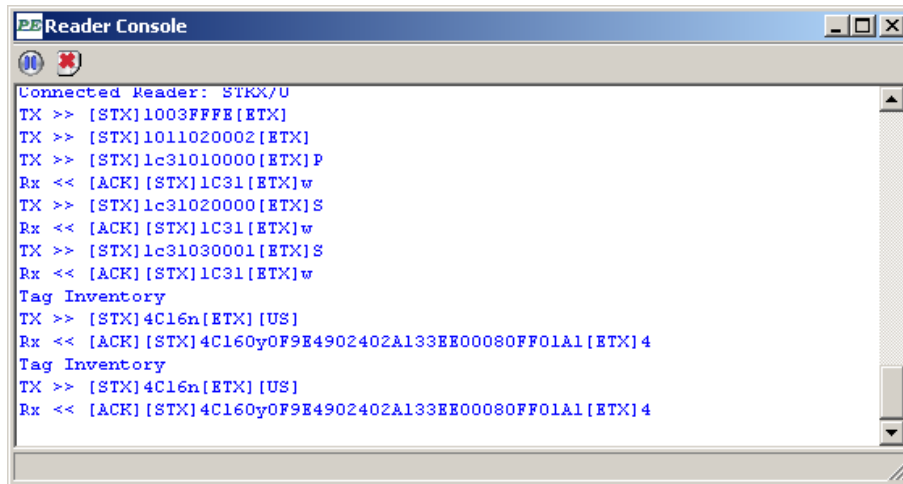 PE Reader Console
Connected Reader: STRX/U
TX >> [STX]1003FFFE[ETX]
TX >> [STX]1011020002[ETX]
TX >> [STX]1c31010000[ETX]P
Rx << [ACK][STX]1C31[ETX]w
TX >> [STX]1c31020000[ETX]S
Rx << [ACK][STX]1C31[ETX]w
TX >> [STX]1c31030001[ETX]S
Rx << [ACK][STX]1C31[ETX]w
Tag Inventory
TX >> [STX]4C16n[ETX][US]
Rx << [ACK][STX]4C160y0F9E4902402A133EE00080FF01A1[ETX]4
Tag Inventory
TX >> [STX]4C16n[ETX][US]
Rx << [ACK][STX]4C160y0F9E4902402A133EE00080FF01A1[ETX]4